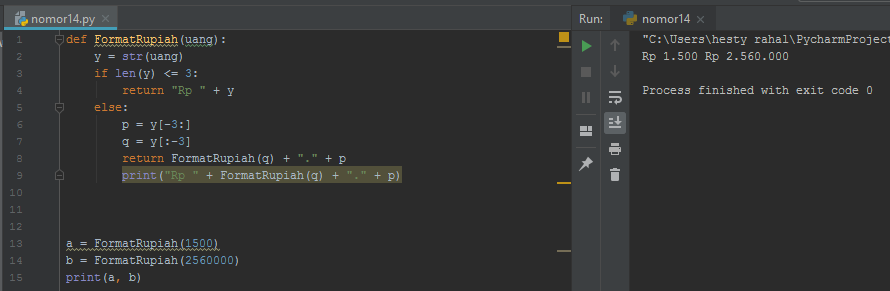 nomor14.py ×
1 def FormatRupiah(uang):
2 y = str(uang)
3 if len(y) <= 3:
4 return "Rp " + y
5 else:
6 p = y[-3:]
7 q = y[:-3]
8 return FormatRupiah(q) + "." + p
9 print("Rp " + FormatRupiah(q) + "." + p)
10
11
12
13 a = FormatRupiah(1500)
14 b = FormatRupiah(2560000)
15 print(a, b)
Run: nomor14 ×
"C:\Users\hesty rahal\PycharmProject
Rp 1.500 Rp 2.560.000
Process finished with exit code 0